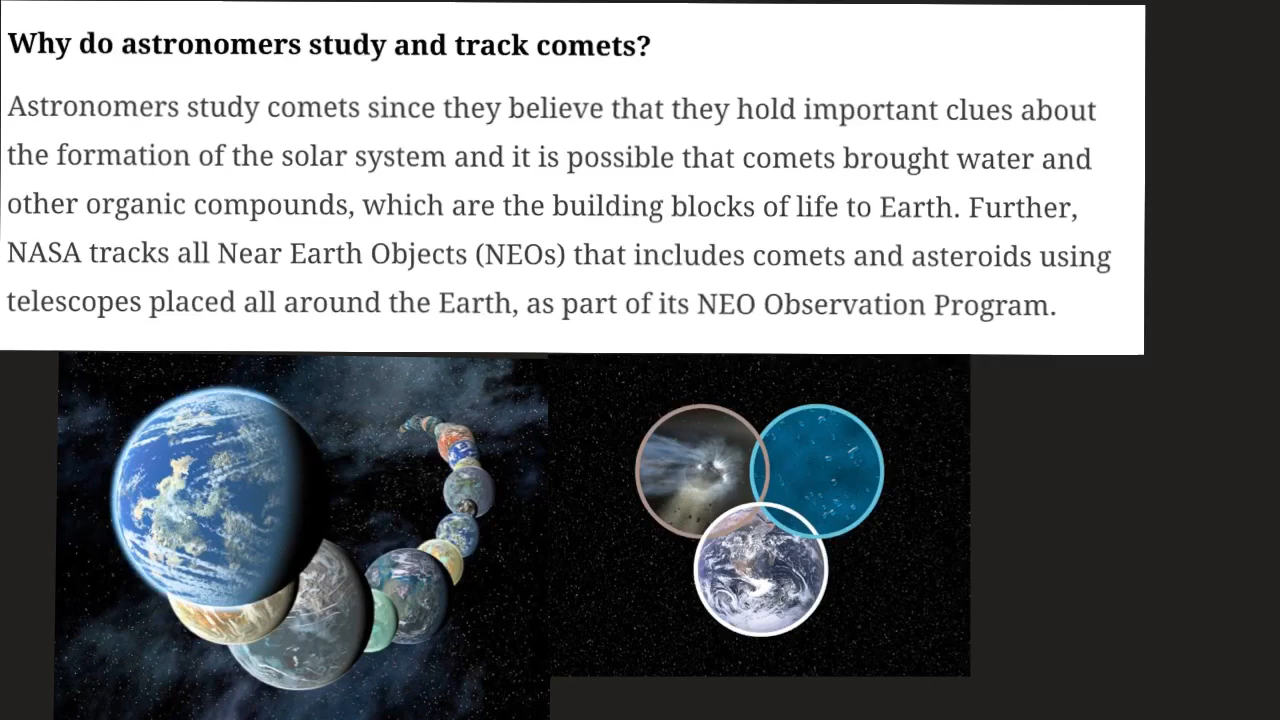 Why do astronomers study and track comets?
Astronomers study comets since they believe that they hold important clues about
the formation of the solar system and it is possible that comets brought water and
other organic compounds, which are the building blocks of life to Earth. Further,
NASA tracks all Near Earth Objects (NEOs) that includes comets and asteroids using
telescopes placed all around the Earth, as part of its NEO Observation Program.